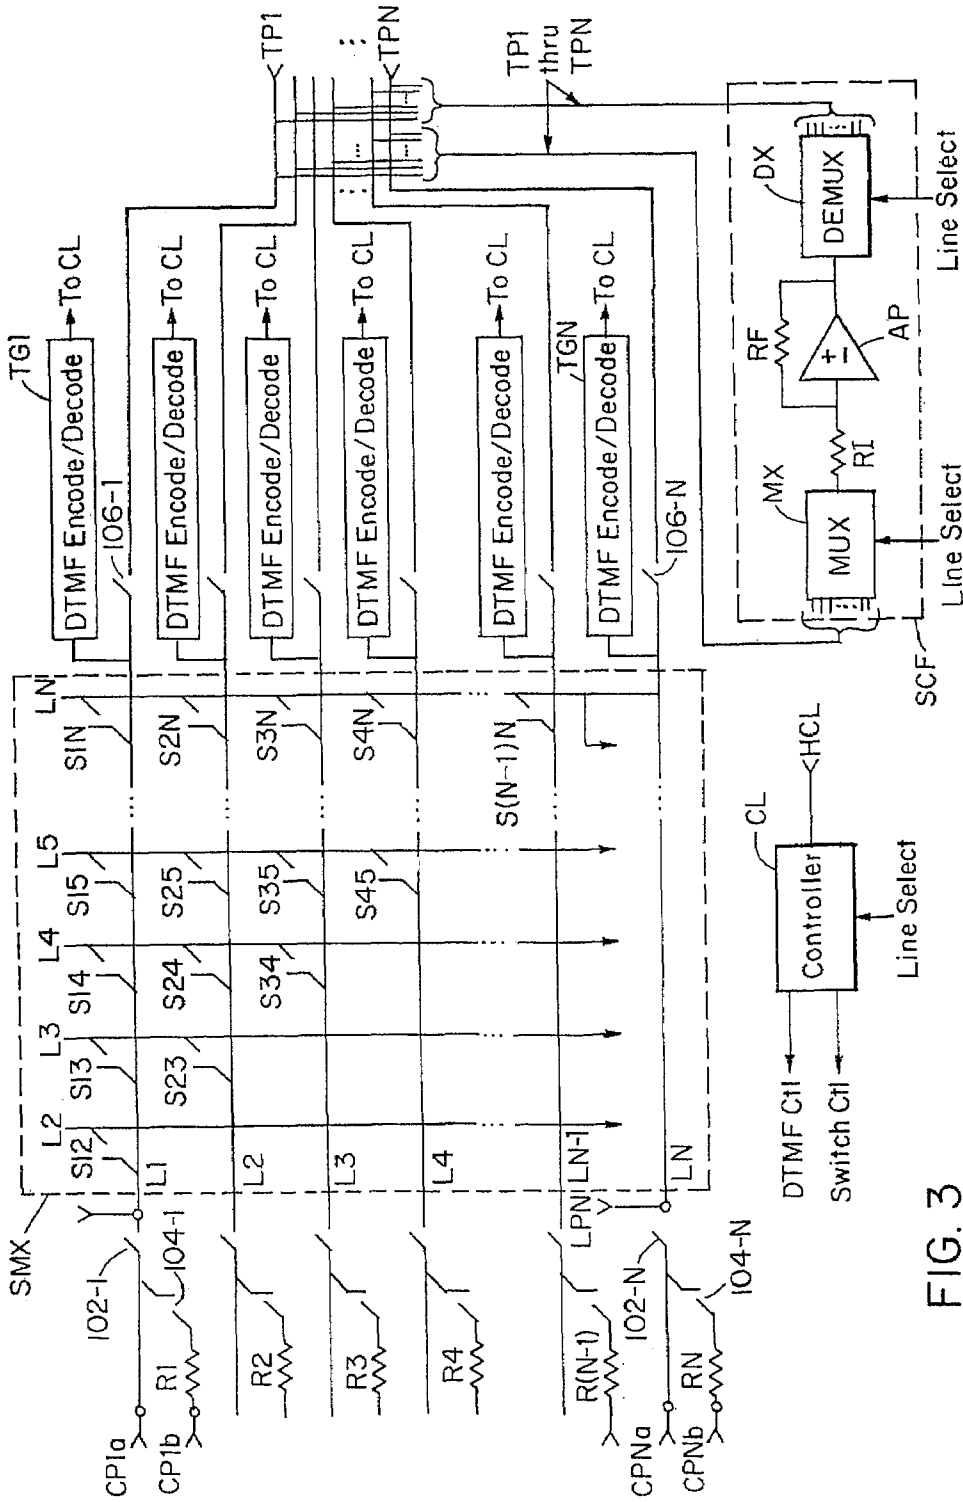 TP1
TPN
TP1
thru
TPN
TG1
DTMF Encode/Decode
To CL
DTMF Encode/Decode
To CL
DTMF Encode/Decode
To CL
DTMF Encode/Decode
To CL
DTMF Encode/Decode
To CL
TGN
DTMF Encode/Decode
To CL
106-1
106-N
SMX
L2
L3
L4
L5
LN
S12
S13
S14
S15
S1N
S23
S24
S25
S2N
S34
S35
S3N
S45
S4N
S(N-1)N
L1
L2
L3
L4
LN-1
LN
LPN
102-1
104-1
102-N
104-N
CP1a
CP1b
R1
R2
R3
R4
R(N-1)
CPNa
CPNb
RN
SCF
MX
MUX
Line Select
RI
RF
+
-
AP
DX
DEMUX
Line Select
CL
Controller
HCL
Line Select
DTMF Ctl
Switch Ctl
FIG. 3